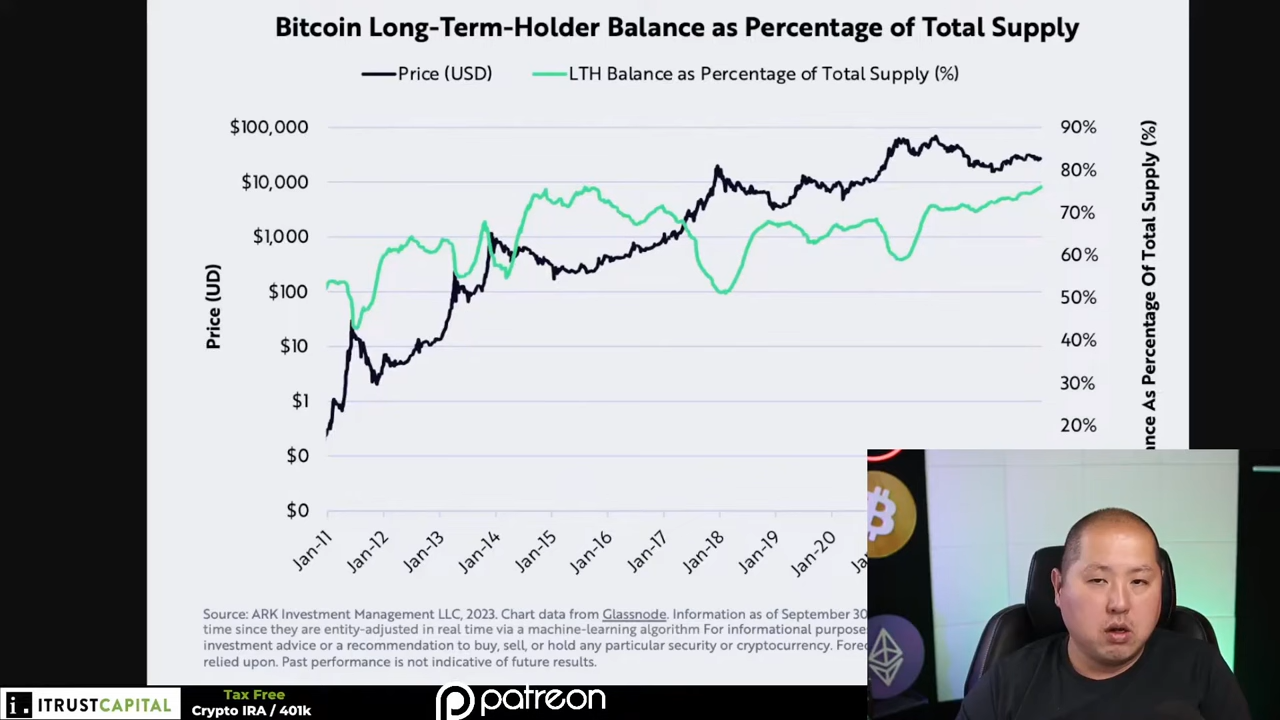 Bitcoin Long-Term-Holder Balance as Percentage of Total Supply
Price (USD)
LTH Balance as Percentage of Total Supply (%)
$100,000
$10,000
$1,000
$100
$10
$1
$0
$0
Price (UD)
90%
80%
70%
60%
50%
40%
30%
20%
As Percentage Of Total Supply (%)
Jan-11
Jan-12
Jan-13
Jan-14
Jan-15
Jan-16
Jan-17
Jan-18
Jan-19
Jan-20
Source: ARK Investment Management LLC, 2023. Chart data from Glassnode. Information as of September 30
time since they are entity-adjusted in real time via a machine-learning algorithm For informational purpose
investment advice or a recommendation to buy, sell, or hold any particular security or cryptocurrency. Fore
relied upon. Past performance is not indicative of future results.
i. ITRUSTCAPITAL
Tax Free
Crypto IRA / 401k
patreon